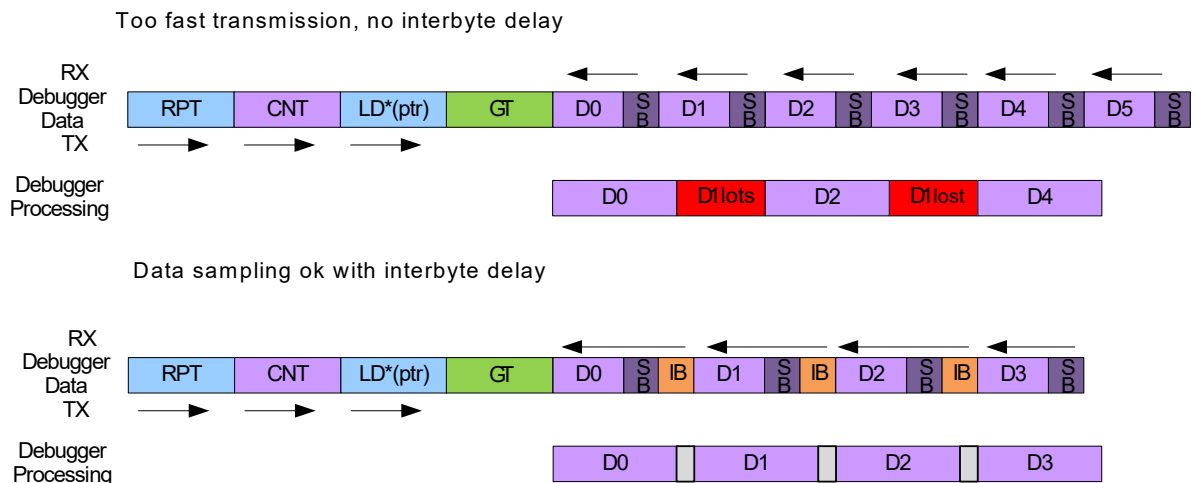 Too fast transmission, no interbyte delay
RX
Debugger
Data
TX
RPT CNT LD*(ptr) GT D0 SB D1 SB D2 SB D3 SB D4 SB D5 SB
Debugger
Processing
D0 D1lots D2 D1lost D4
Data sampling ok with interbyte delay
RX
Debugger
Data
TX
RPT CNT LD*(ptr) GT D0 SB IB D1 SB IB D2 SB IB D3 SB
Debugger
Processing
D0 D1 D2 D3